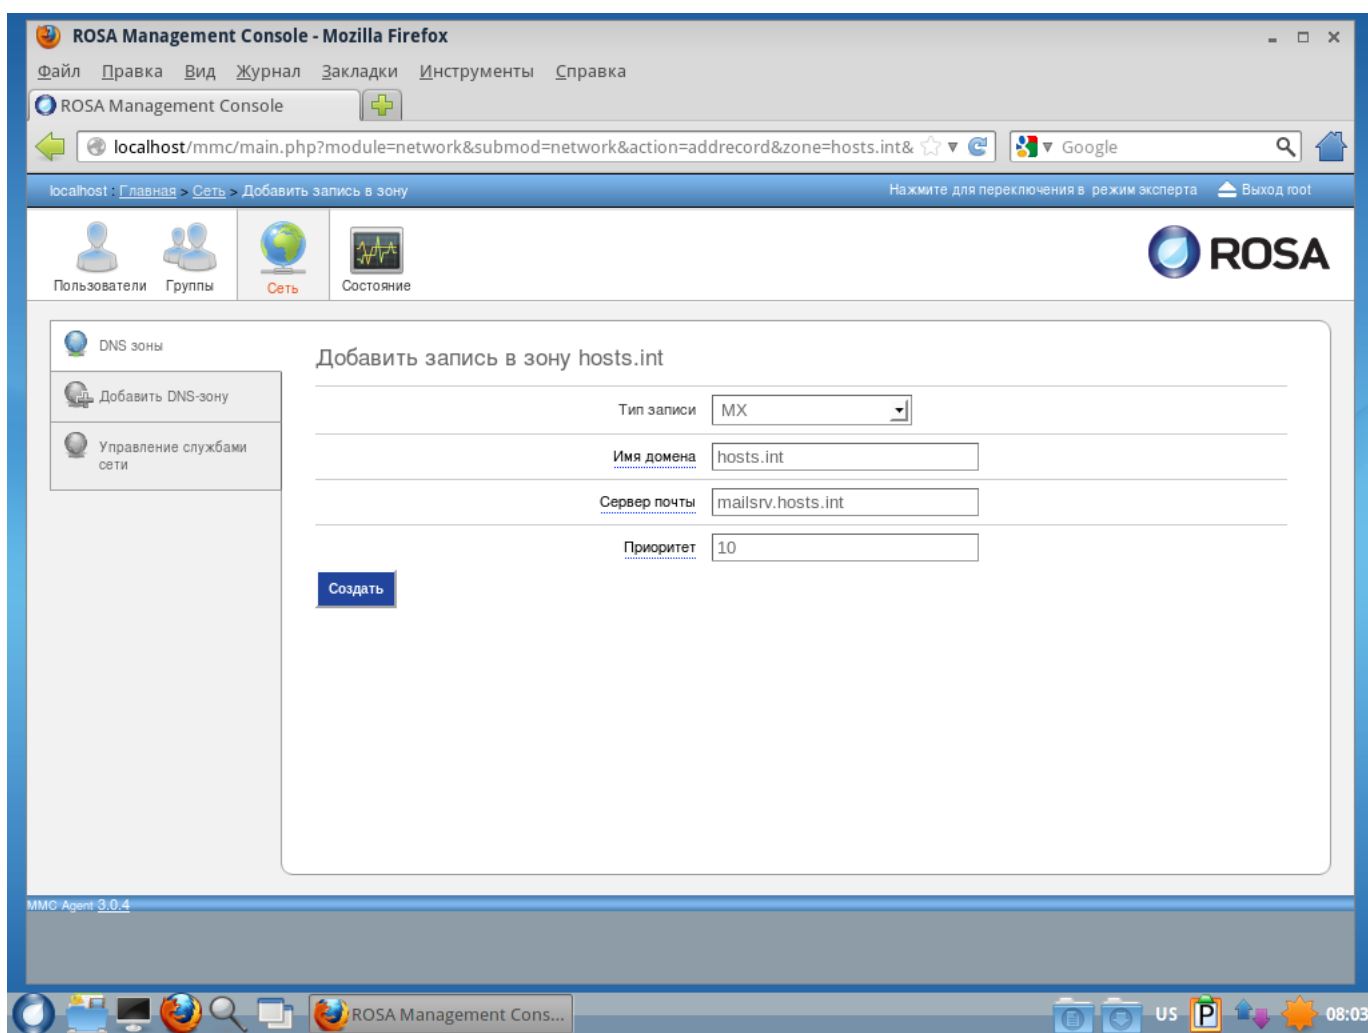 ROSA Management Console - Mozilla Firefox
Файл Правка Вид Журнал Закладки Инструменты Справка
ROSA Management Console
localhost/mmc/main.php?module=network&submod=network&action=addrecord&zone=hosts.int& Google
localhost : Главная > Сеть > Добавить запись в зону Нажмите для переключения в режим эксперта Выход root
Пользователи Группы Сеть Состояние
ROSA
DNS зоны
Добавить DNS-зону
Управление службами
сети
Добавить запись в зону hosts.int
Тип записи MX
Имя домена hosts.int
Сервер почты mailsrv.hosts.int
Приоритет 10
Создать
MMC Agent 3.0.4
ROSA Management Cons... US P 08:03